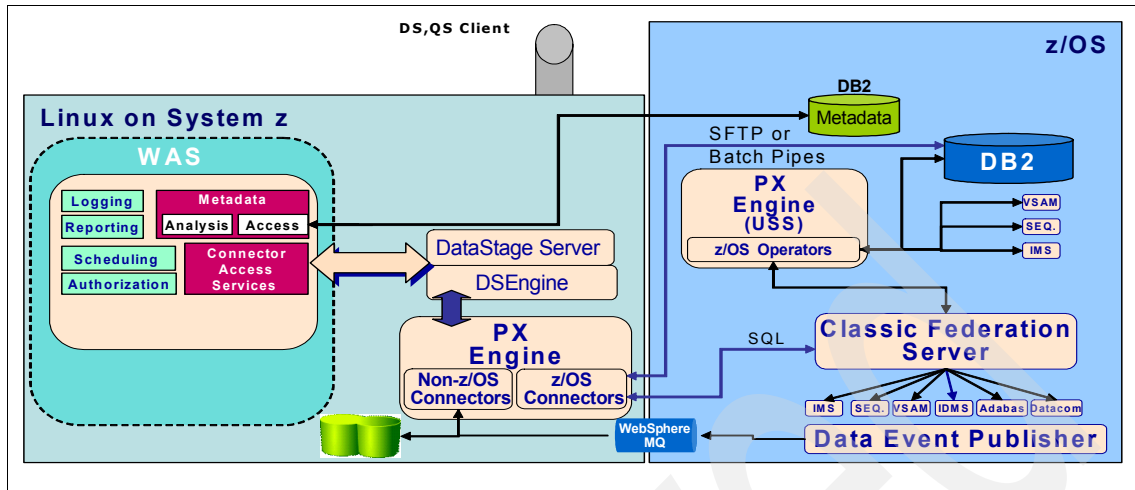 DS,QS Client
z/OS
Linux on System z
WAS
Logging
Reporting
Scheduling
Authorization
Metadata
Analysis
Access
Connector
Access
Services
DataStage Server
DSEngine
PX
Engine
Non-z/OS
Connectors
z/OS
Connectors
DB2
Metadata
SFTP or
Batch Pipes
DB2
PX
Engine
(USS)
z/OS Operators
VSAM
SEQ.
IMS
SQL
Classic Federation
Server
IMS
SEQ.
VSAM
IDMS
Adabas
Datacom
WebSphere
MQ
Data Event Publisher